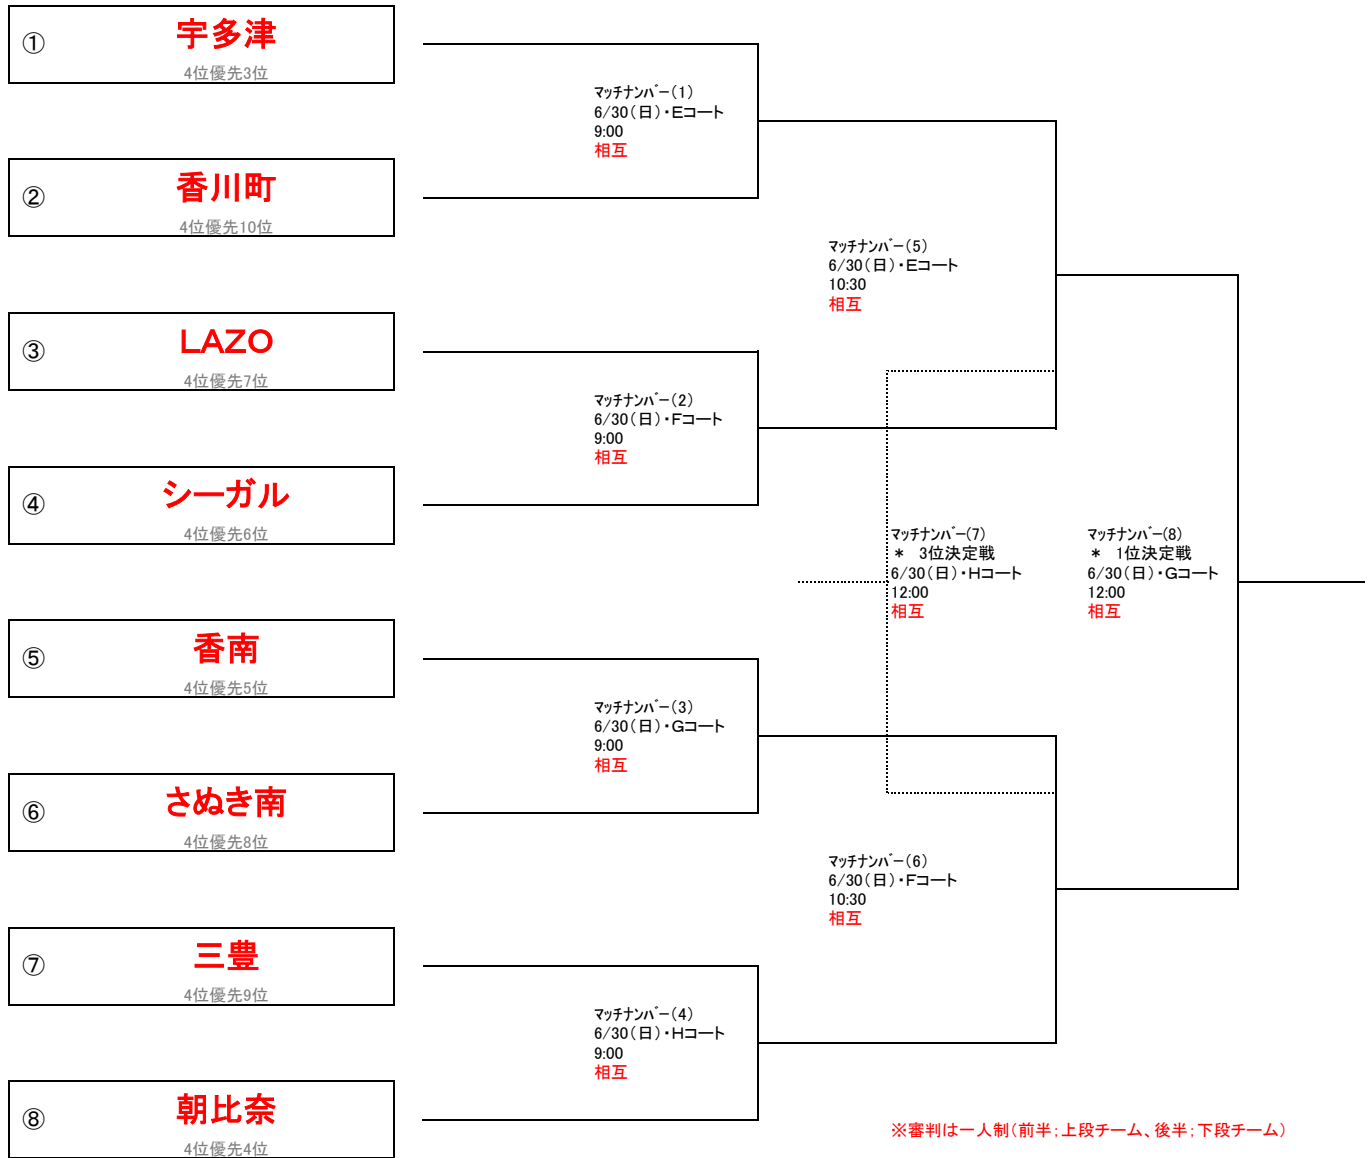 ① 宇多津
4位優先3位
マッチナンバー(1)
6/30(日)・Eコート
9:00
相互
② 香川町
4位優先10位
マッチナンバー(5)
6/30(日)・Eコート
10:30
相互
③ LAZO
4位優先7位
マッチナンバー(2)
6/30(日)・Fコート
9:00
相互
④ シーガル
4位優先6位
マッチナンバー(7)
* 3位決定戦
6/30(日)・Hコート
12:00
相互
マッチナンバー(8)
* 1位決定戦
6/30(日)・Gコート
12:00
相互
⑤ 香南
4位優先5位
マッチナンバー(3)
6/30(日)・Gコート
9:00
相互
⑥ さぬき南
4位優先8位
マッチナンバー(6)
6/30(日)・Fコート
10:30
相互
⑦ 三豊
4位優先9位
マッチナンバー(4)
6/30(日)・Hコート
9:00
相互
⑧ 朝比奈
4位優先4位
※審判は一人制(前半;上段チーム、後半;下段チーム)